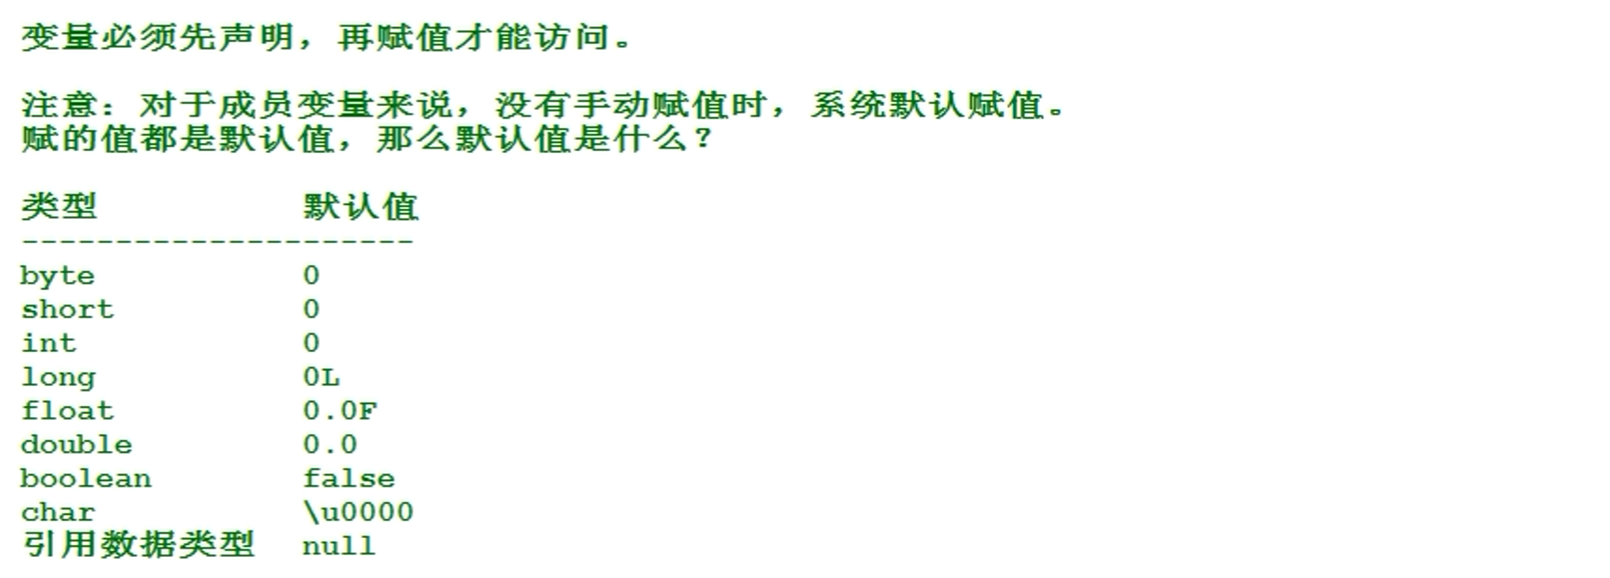 变量必须先声明，再赋值才能访问。
注意：对于成员变量来说，没有手动赋值时，系统默认赋值。
赋的值都是默认值，那么默认值是什么？
类型 默认值
---------------------
byte 0
short 0
int 0
long 0L
float 0.0F
double 0.0
boolean false
char \u0000
引用数据类型 null